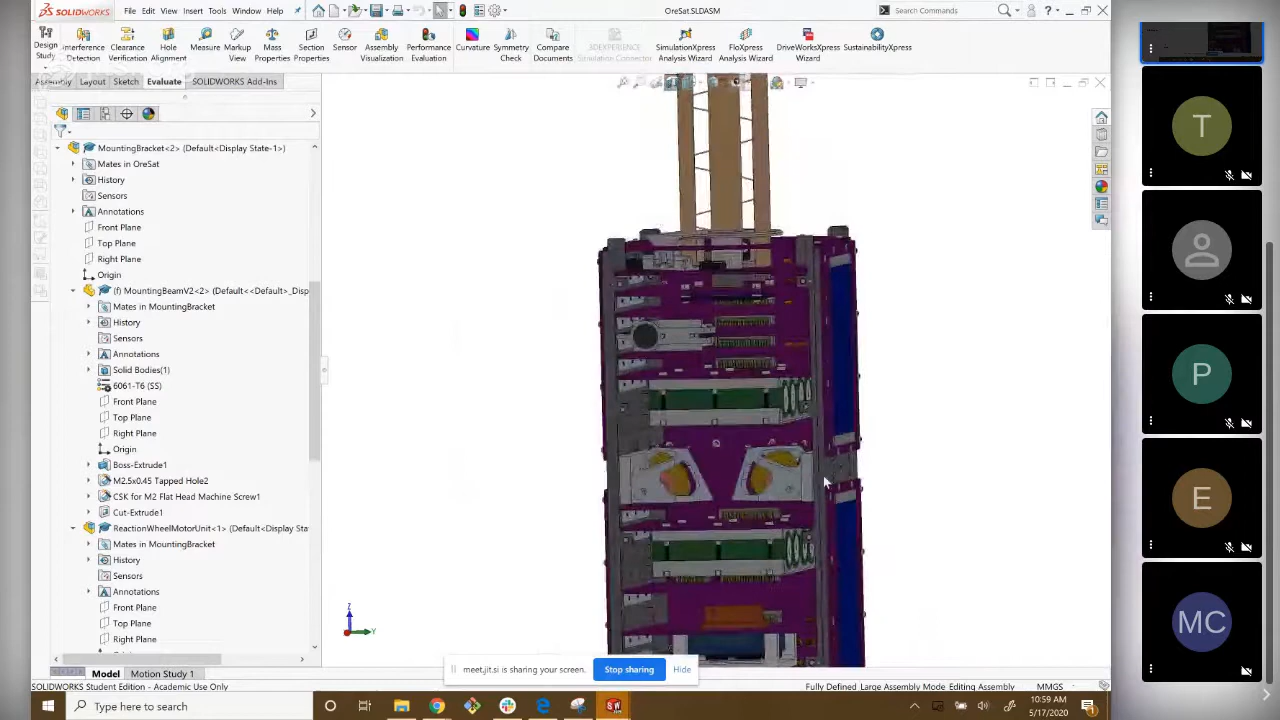 SOLIDWORKS
File Edit View Insert Tools Window
OreSat.SLDASM
Search Commands
Design Study
Interference Detection
Clearance Verification
Hole Alignment
Measure
Markup View
Mass Properties
Section Properties
Sensor
Assembly Visualization
Performance Evaluation
Curvature
Symmetry Check
Compare Documents
3DEXPERIENCE Simulation Connector
SimulationXpress Analysis Wizard
FloXpress Analysis Wizard
DriveWorksXpress Wizard
SustainabilityXpress
Assembly Layout Sketch Evaluate SOLIDWORKS Add-Ins
MountingBracket<2> (Default<Display State-1>)
Mates in OreSat
History
Sensors
Annotations
Front Plane
Top Plane
Right Plane
Origin
(f) MountingBeamV2<2> (Default<<Default>_Disp
Mates in MountingBracket
History
Sensors
Annotations
Solid Bodies(1)
6061-T6 (SS)
Front Plane
Top Plane
Right Plane
Origin
Boss-Extrude1
M2.5x0.45 Tapped Hole2
CSK for M2 Flat Head Machine Screw1
Cut-Extrude1
ReactionWheelMotorUnit<1> (Default<Display Stat
Mates in MountingBracket
History
Sensors
Annotations
Front Plane
Top Plane
Right Plane
Z
Y
Model Motion Study 1
meet.jit.si is sharing your screen. Stop sharing Hide
SOLIDWORKS Student Edition - Academic Use Only
Fully Defined Large Assembly Mode Editing Assembly MMGS
Type here to search
10:59 AM
5/17/2020
T
P
E
MC